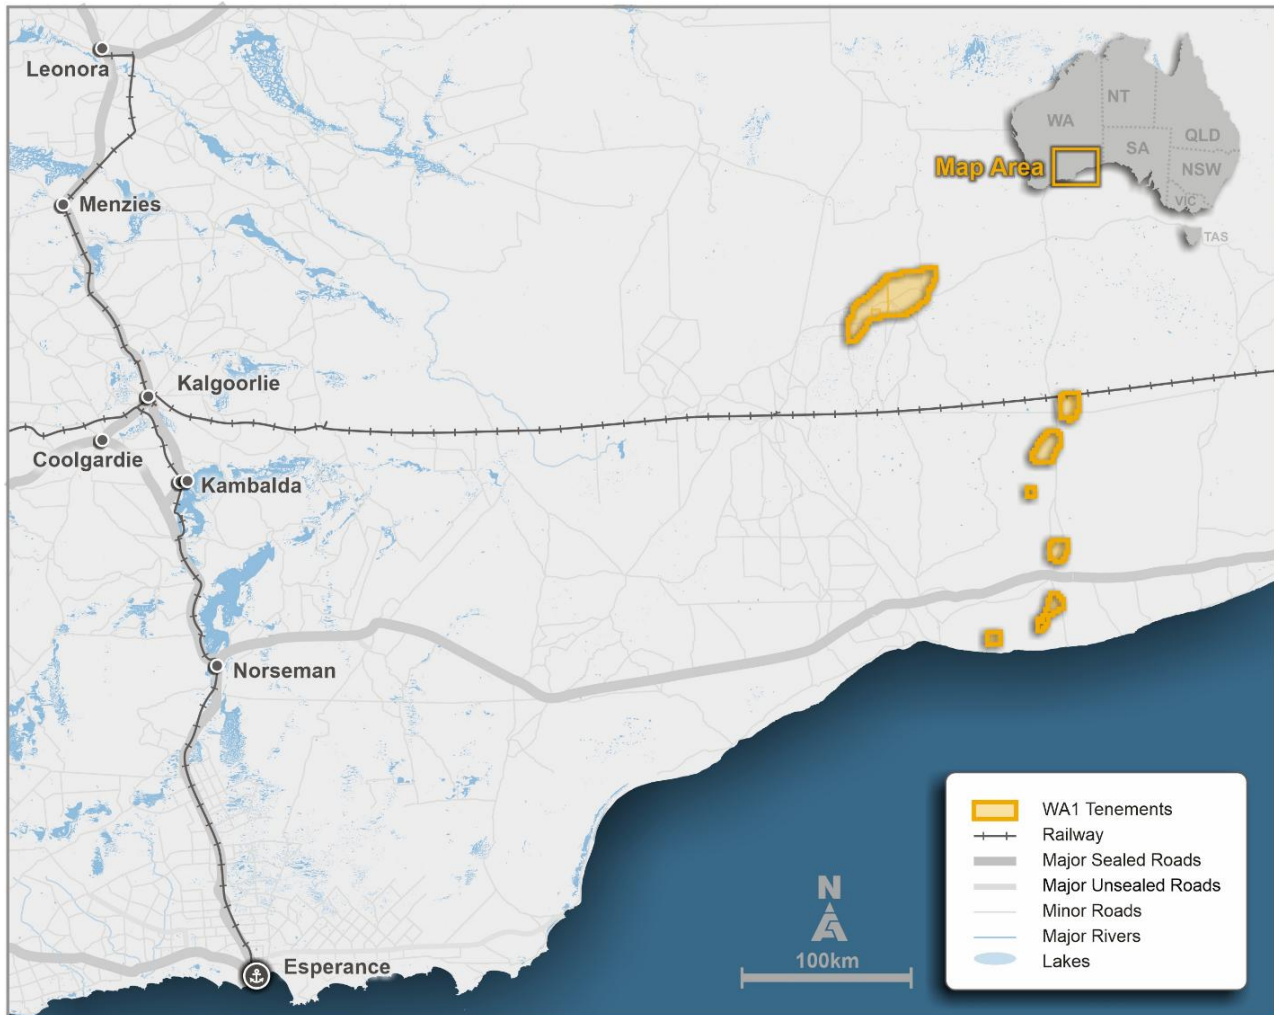 Leonora
Menzies
Kalgoorlie
Coolgardie
Kambalda
Norseman
Esperance
NT
WA
QLD
SA
Map Area
NSW
VIC
TAS
WA1 Tenements
Railway
Major Sealed Roads
Major Unsealed Roads
Minor Roads
Major Rivers
Lakes
N
100km